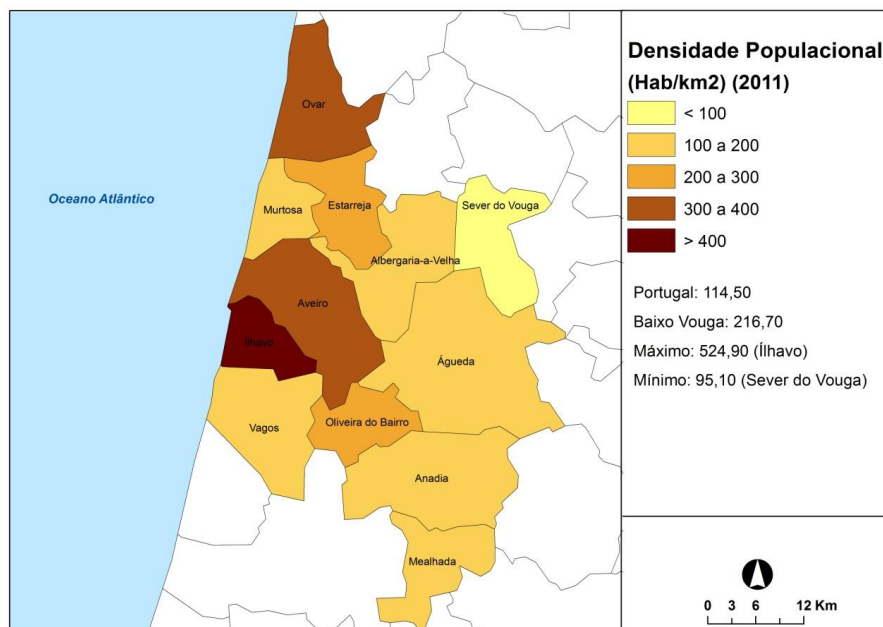 Densidade Populacional
(Hab/km2) (2011)
< 100
100 a 200
200 a 300
300 a 400
> 400
Portugal: 114,50
Baixo Vouga: 216,70
Máximo: 524,90 (Ílhavo)
Mínimo: 95,10 (Sever do Vouga)
Oceano Atlântico
Ovar
Murtosa
Estarreja
Sever do Vouga
Albergaria-a-Velha
Aveiro
Ílhavo
Águeda
Vagos
Oliveira do Bairro
Anadia
Mealhada
0 3 6 12 Km